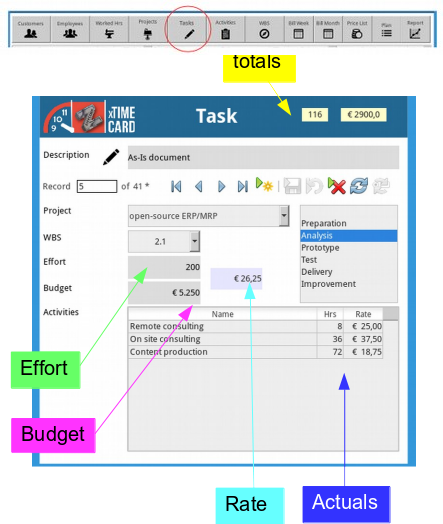 Customers Employees Worked Hrs Projects Tasks Activities WBS Bill Week Bill Month Price List Plan Report
totals
xTIME CARD
11
10
9
Task
116 € 2900,0
Description As-Is document
Record 5 of 41 *
Project open-source ERP/MRP
Preparation
WBS 2.1
Analysis
Prototype
Effort 200
Test
€ 26,25
Delivery
Budget € 5.250
Improvement
Activities
Name Hrs Rate
Remote consulting 8 € 25,00
On site consulting 36 € 37,50
Content production 72 € 18,75
Effort
Budget
Rate
Actuals